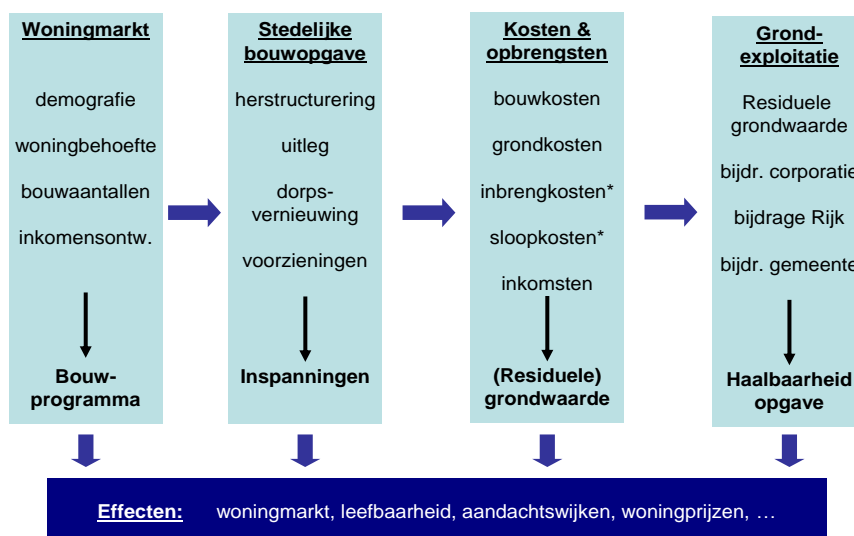 Woningmarkt
demografie
woningbehoefte
bouwaantallen
inkomensontw.
Bouw-
programma
Stedelijke
bouwopgave
herstructurering
uitleg
dorps-
vernieuwing
voorzieningen
Inspanningen
Kosten &
opbrengsten
bouwkosten
grondkosten
inbrengkosten*
sloopkosten*
inkomsten
(Residuele)
grondwaarde
Grond-
exploitatie
Residuele
grondwaarde
bijdr. corporatie
bijdrage Rijk
bijdr. gemeente
Haalbaarheid
opgave
Effecten: woningmarkt, leefbaarheid, aandachtswijken, woningprijzen, …